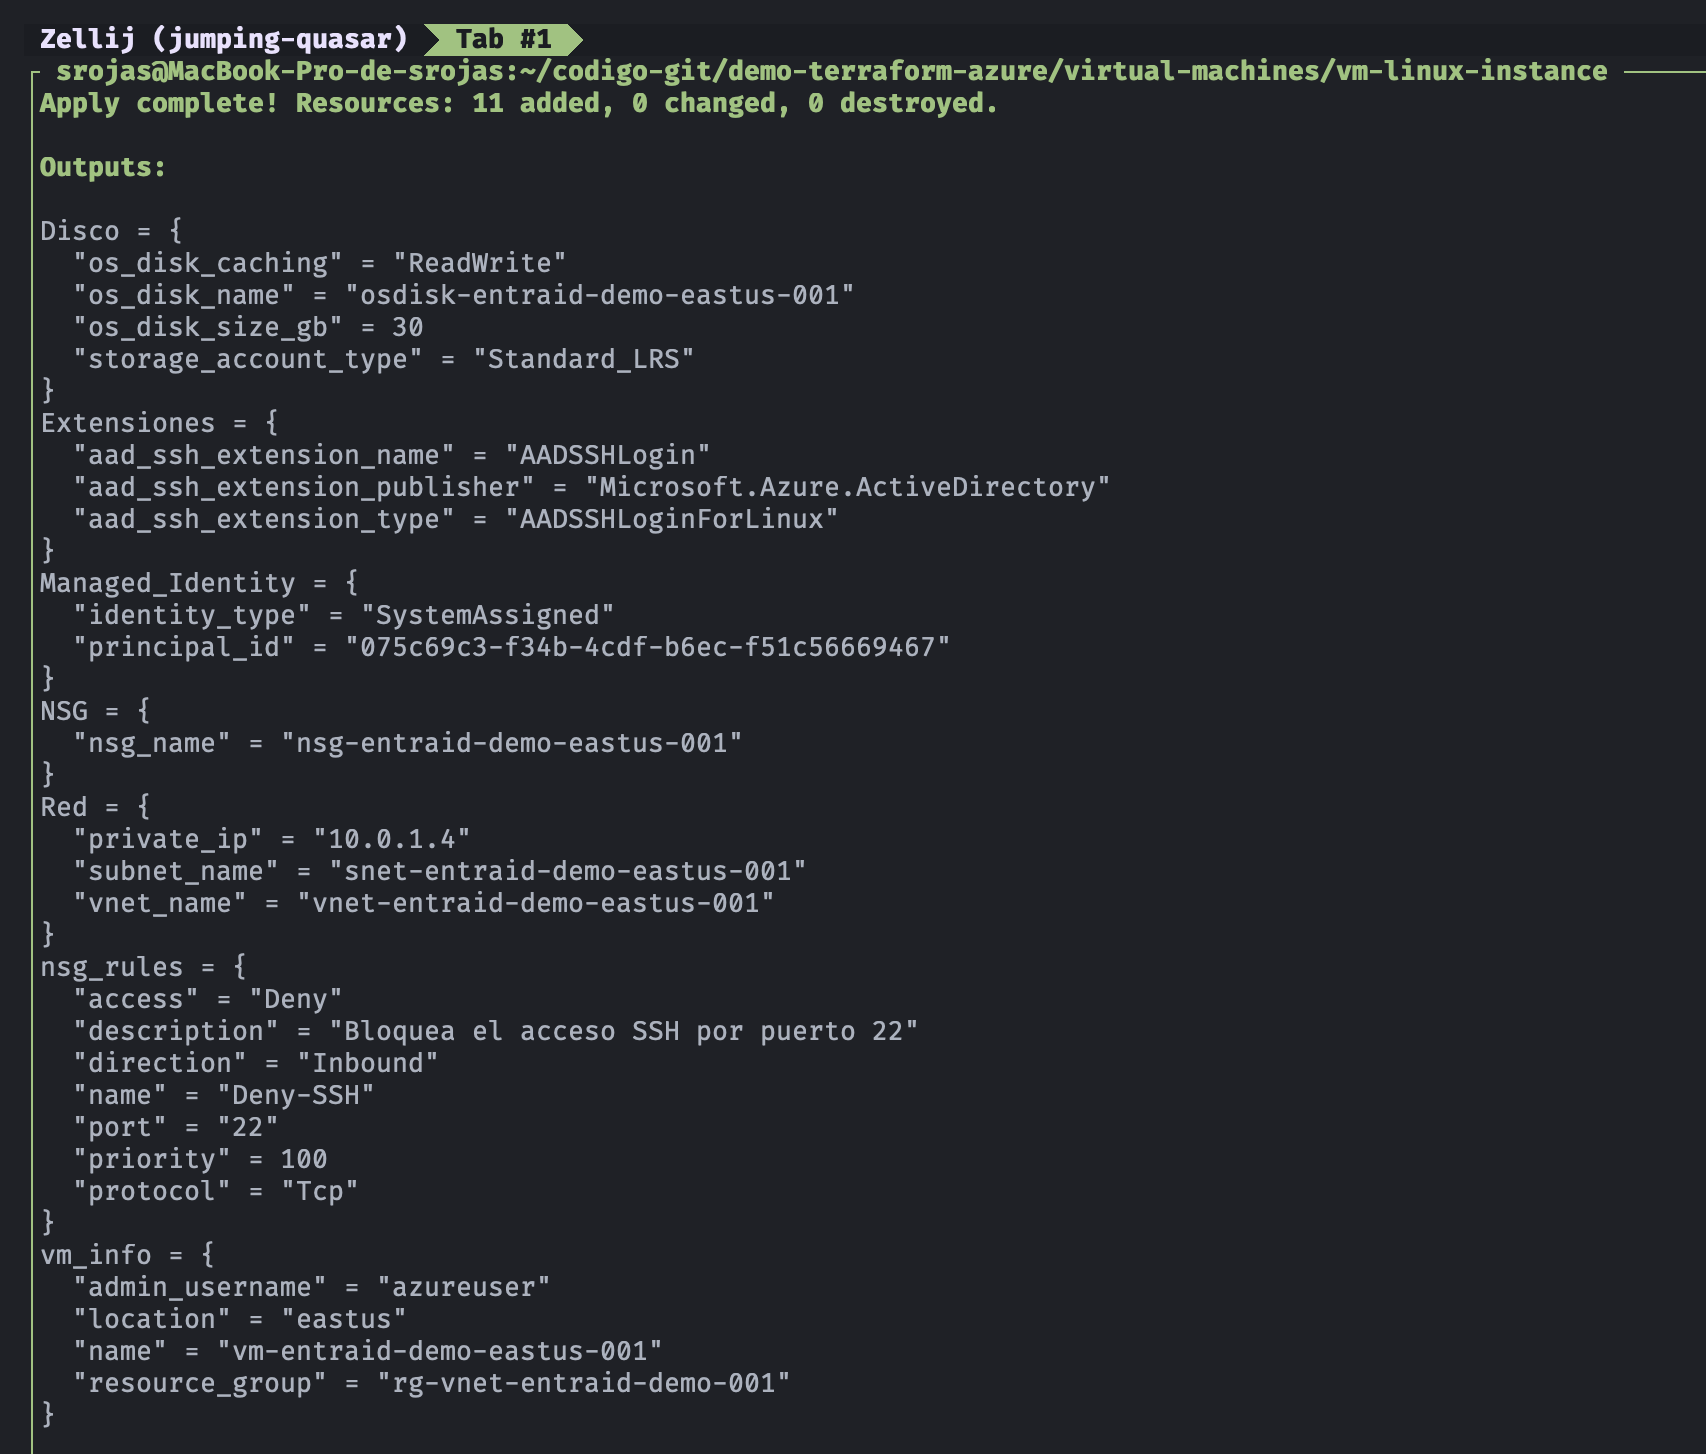 Zellij (jumping-quasar) Tab #1
srojas@MacBook-Pro-de-srojas:~/codigo-git/demo-terraform-azure/virtual-machines/vm-linux-instance
Apply complete! Resources: 11 added, 0 changed, 0 destroyed.

Outputs:

Disco = {
  "os_disk_caching" = "ReadWrite"
  "os_disk_name" = "osdisk-entraid-demo-eastus-001"
  "os_disk_size_gb" = 30
  "storage_account_type" = "Standard_LRS"
}
Extensiones = {
  "aad_ssh_extension_name" = "AADSSHLogin"
  "aad_ssh_extension_publisher" = "Microsoft.Azure.ActiveDirectory"
  "aad_ssh_extension_type" = "AADSSHLoginForLinux"
}
Managed_Identity = {
  "identity_type" = "SystemAssigned"
  "principal_id" = "075c69c3-f34b-4cdf-b6ec-f51c56669467"
}
NSG = {
  "nsg_name" = "nsg-entraid-demo-eastus-001"
}
Red = {
  "private_ip" = "10.0.1.4"
  "subnet_name" = "snet-entraid-demo-eastus-001"
  "vnet_name" = "vnet-entraid-demo-eastus-001"
}
nsg_rules = {
  "access" = "Deny"
  "description" = "Bloquea el acceso SSH por puerto 22"
  "direction" = "Inbound"
  "name" = "Deny-SSH"
  "port" = "22"
  "priority" = 100
  "protocol" = "Tcp"
}
vm_info = {
  "admin_username" = "azureuser"
  "location" = "eastus"
  "name" = "vm-entraid-demo-eastus-001"
  "resource_group" = "rg-vnet-entraid-demo-001"
}